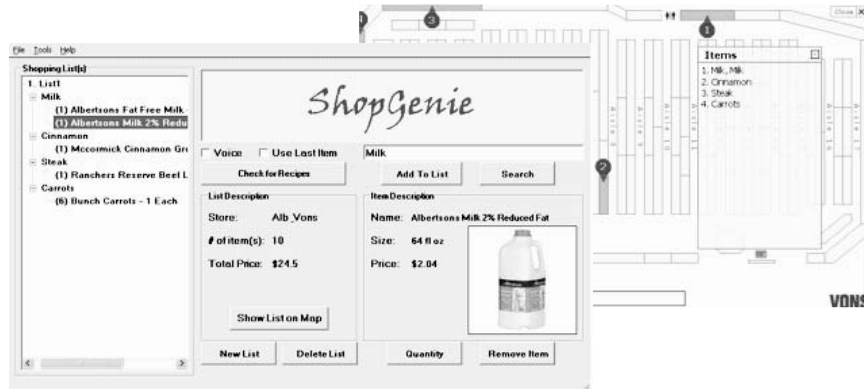 File Tools Help
Shopping List(s)
1. List1
Milk
(1) Albertsons Fat Free Milk
(1) Albertsons Milk 2% Redu
Cinnamon
(1) Mccormick Cinnamon Gr
Steak
(1) Ranchers Reserve Beef L
Carrots
(6) Bunch Carrots - 1 Each
ShopGenie
Voice Use Last Item
Milk
Check for Recipes
Add To List
Search
List Description
Store: Alb_Vons
# of item(s): 10
Total Price: $24.5
Show List on Map
Item Description
Name: Albertsons Milk 2% Reduced Fat
Size: 64 fl oz
Price: $2.04
New List
Delete List
Quantity
Remove Item
Close X
3
1
2
Items
1. Milk, Milk
2. Cinnamon
3. Steak
4. Carrots
VONS